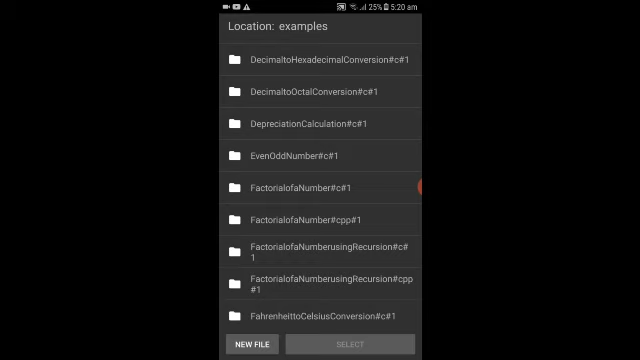 25% 5:20 am
Location: examples
DecimaltoHexadecimalConversion#c#1
DecimaltoOctalConversion#c#1
DepreciationCalculation#c#1
EvenOddNumber#c#1
FactorialofaNumber#c#1
FactorialofaNumber#cpp#1
FactorialofaNumberusingRecursion#c#
1
FactorialofaNumberusingRecursion#cpp
#1
FahrenheittoCelsiusConversion#c#1
NEW FILE SELECT